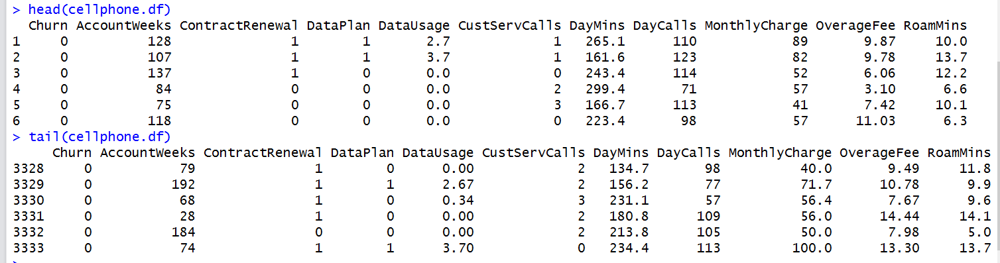 > head(cellphone.df)
  Churn AccountWeeks ContractRenewal DataPlan DataUsage CustServCalls DayMins DayCalls MonthlyCharge OverageFee RoamMins
1     0          128               1        1       2.7             1   265.1      110            89       9.87     10.0
2     0          107               1        1       3.7             1   161.6      123            82       9.78     13.7
3     0          137               1        0       0.0             0   243.4      114            52       6.06     12.2
4     0           84               0        0       0.0             2   299.4       71            57       3.10      6.6
5     0           75               0        0       0.0             3   166.7      113            41       7.42     10.1
6     0          118               0        0       0.0             0   223.4       98            57      11.03      6.3
> tail(cellphone.df)
     Churn AccountWeeks ContractRenewal DataPlan DataUsage CustServCalls DayMins DayCalls MonthlyCharge OverageFee RoamMins
3328     0           79               1        0      0.00             2   134.7       98          40.0       9.49     11.8
3329     0          192               1        1      2.67             2   156.2       77          71.7      10.78      9.9
3330     0           68               1        0      0.34             3   231.1       57          56.4       7.67      9.6
3331     0           28               1        0      0.00             2   180.8      109          56.0      14.44     14.1
3332     0          184               0        0      0.00             2   213.8      105          50.0       7.98      5.0
3333     0           74               1        1      3.70             0   234.4      113         100.0      13.30     13.7